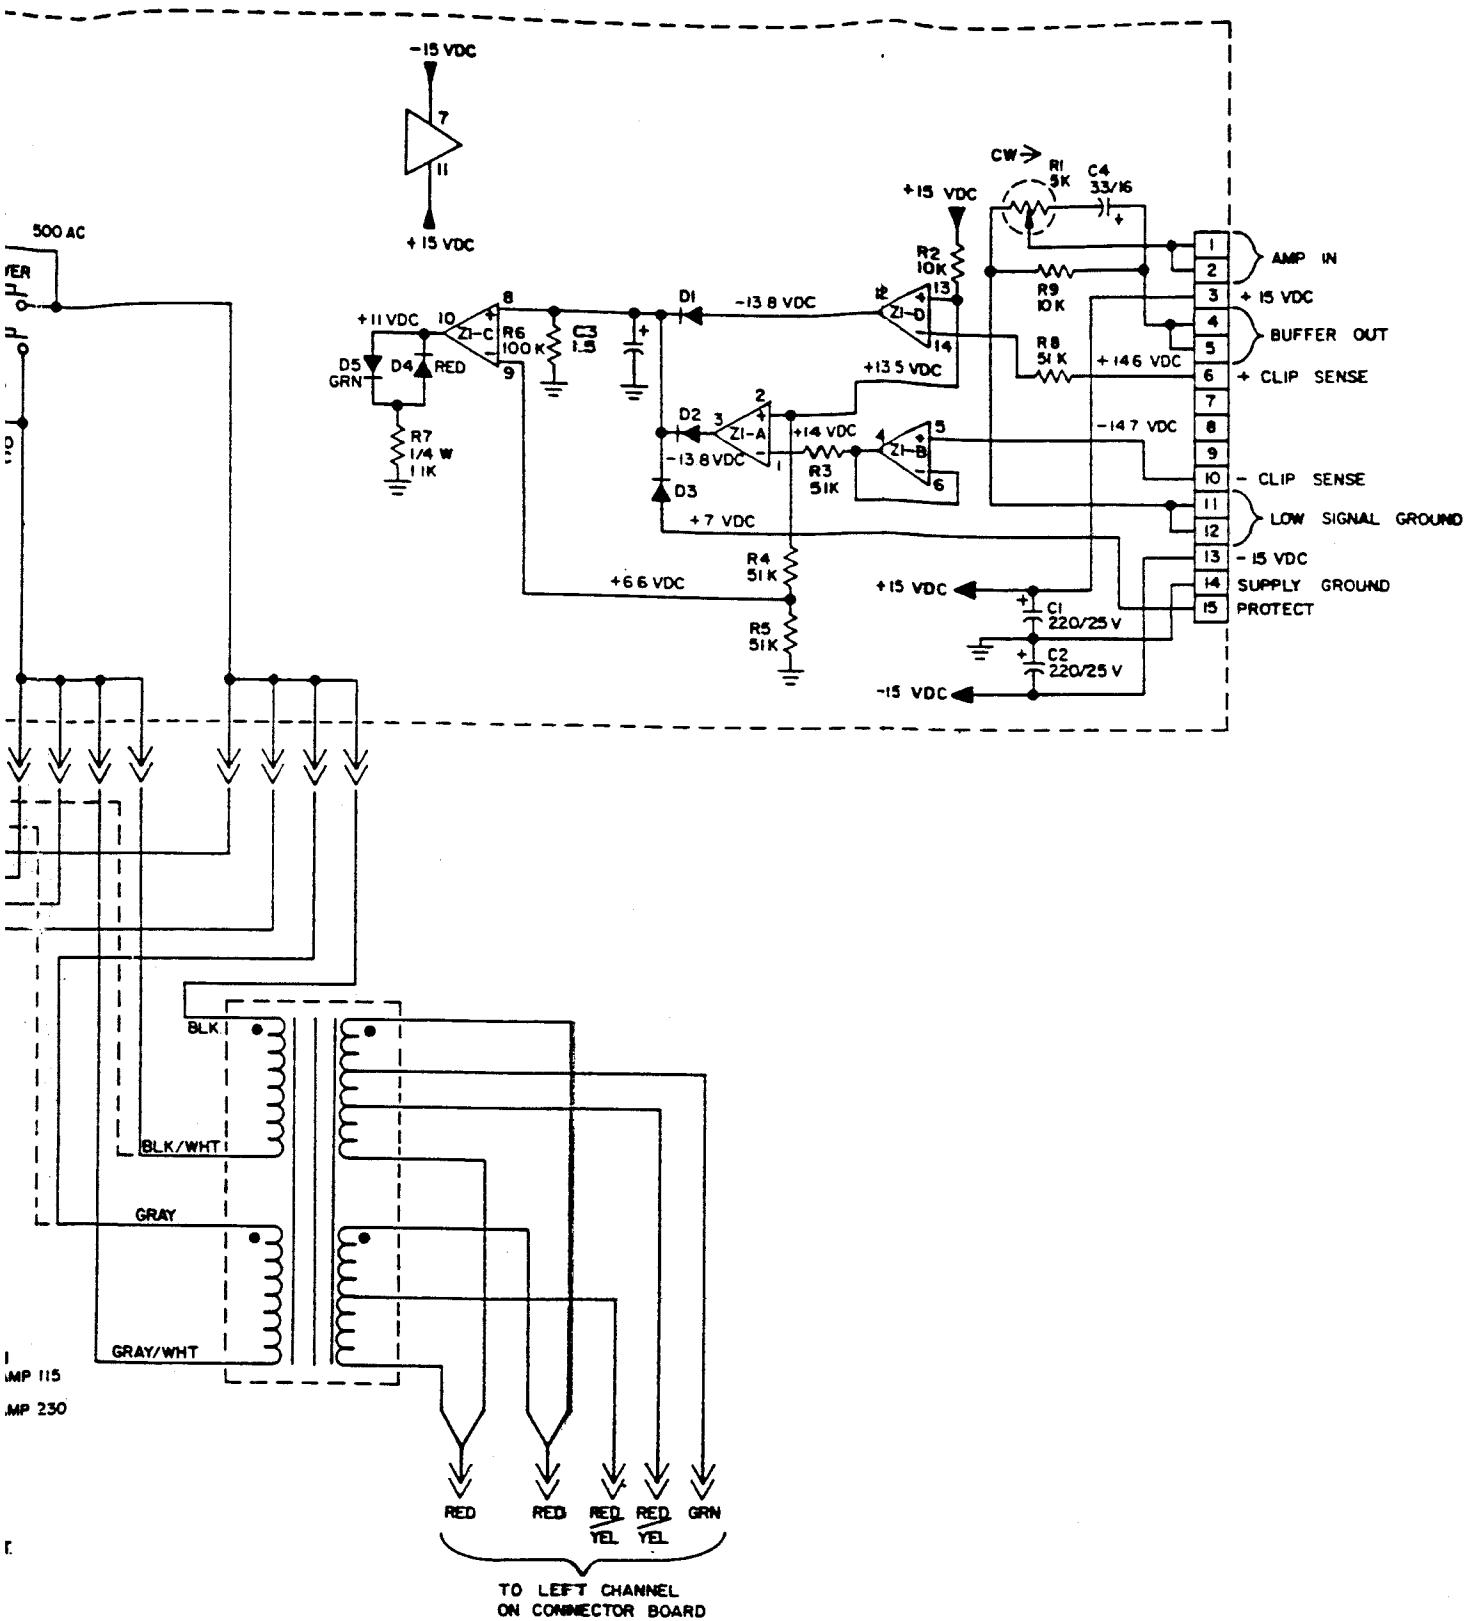 -15 VDC
7
11
+15 VDC
500 AC
CW→
R1
5K
C4
33/16
+
+15 VDC
R2
10K
R9
10K
1
2
AMP IN
3
+ 15 VDC
4
5
BUFFER OUT
6
+ CLIP SENSE
7
8
9
10
- CLIP SENSE
11
12
LOW SIGNAL GROUND
13
- 15 VDC
14
SUPPLY GROUND
15
PROTECT
R8
51K
+14.6 VDC
-14.7 VDC
D1
-13.8 VDC
12
13
+
Z1-D
-
14
+13.5 VDC
+11 VDC
10
8
+
Z1-C
-
9
R6
100K
C3
1.5
+
D5
GRN
D4
RED
R7
1/4 W
1.1K
D2
3
2
+
Z1-A
-
1
-13.8VDC
+14 VDC
R3
51K
4
5
+
Z1-B
-
6
D3
+7 VDC
R4
51K
+6.6 VDC
R5
51K
+15 VDC
+
C1
220/25V
+
C2
220/25V
-15 VDC
BLK
BLK/WHT
GRAY
GRAY/WHT
AMP 115
AMP 230
RED
RED
RED
YEL
RED
YEL
GRN
TO LEFT CHANNEL
ON CONNECTOR BOARD